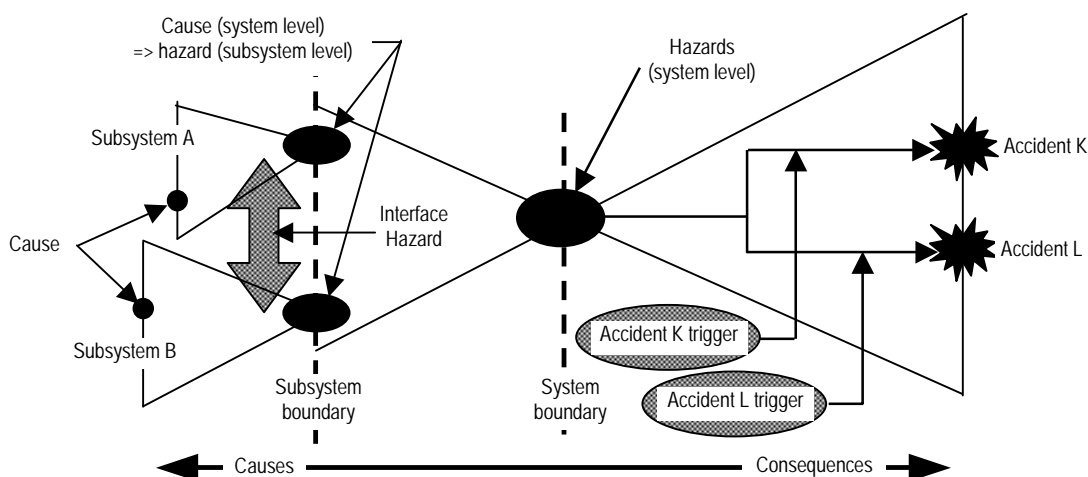 Cause (system level)
=> hazard (subsystem level)
Hazards
(system level)
Subsystem A
Accident K
Cause
Interface
Hazard
Accident L
Subsystem B
Accident K trigger
Subsystem
boundary
System
boundary
Accident L trigger
Causes
Consequences